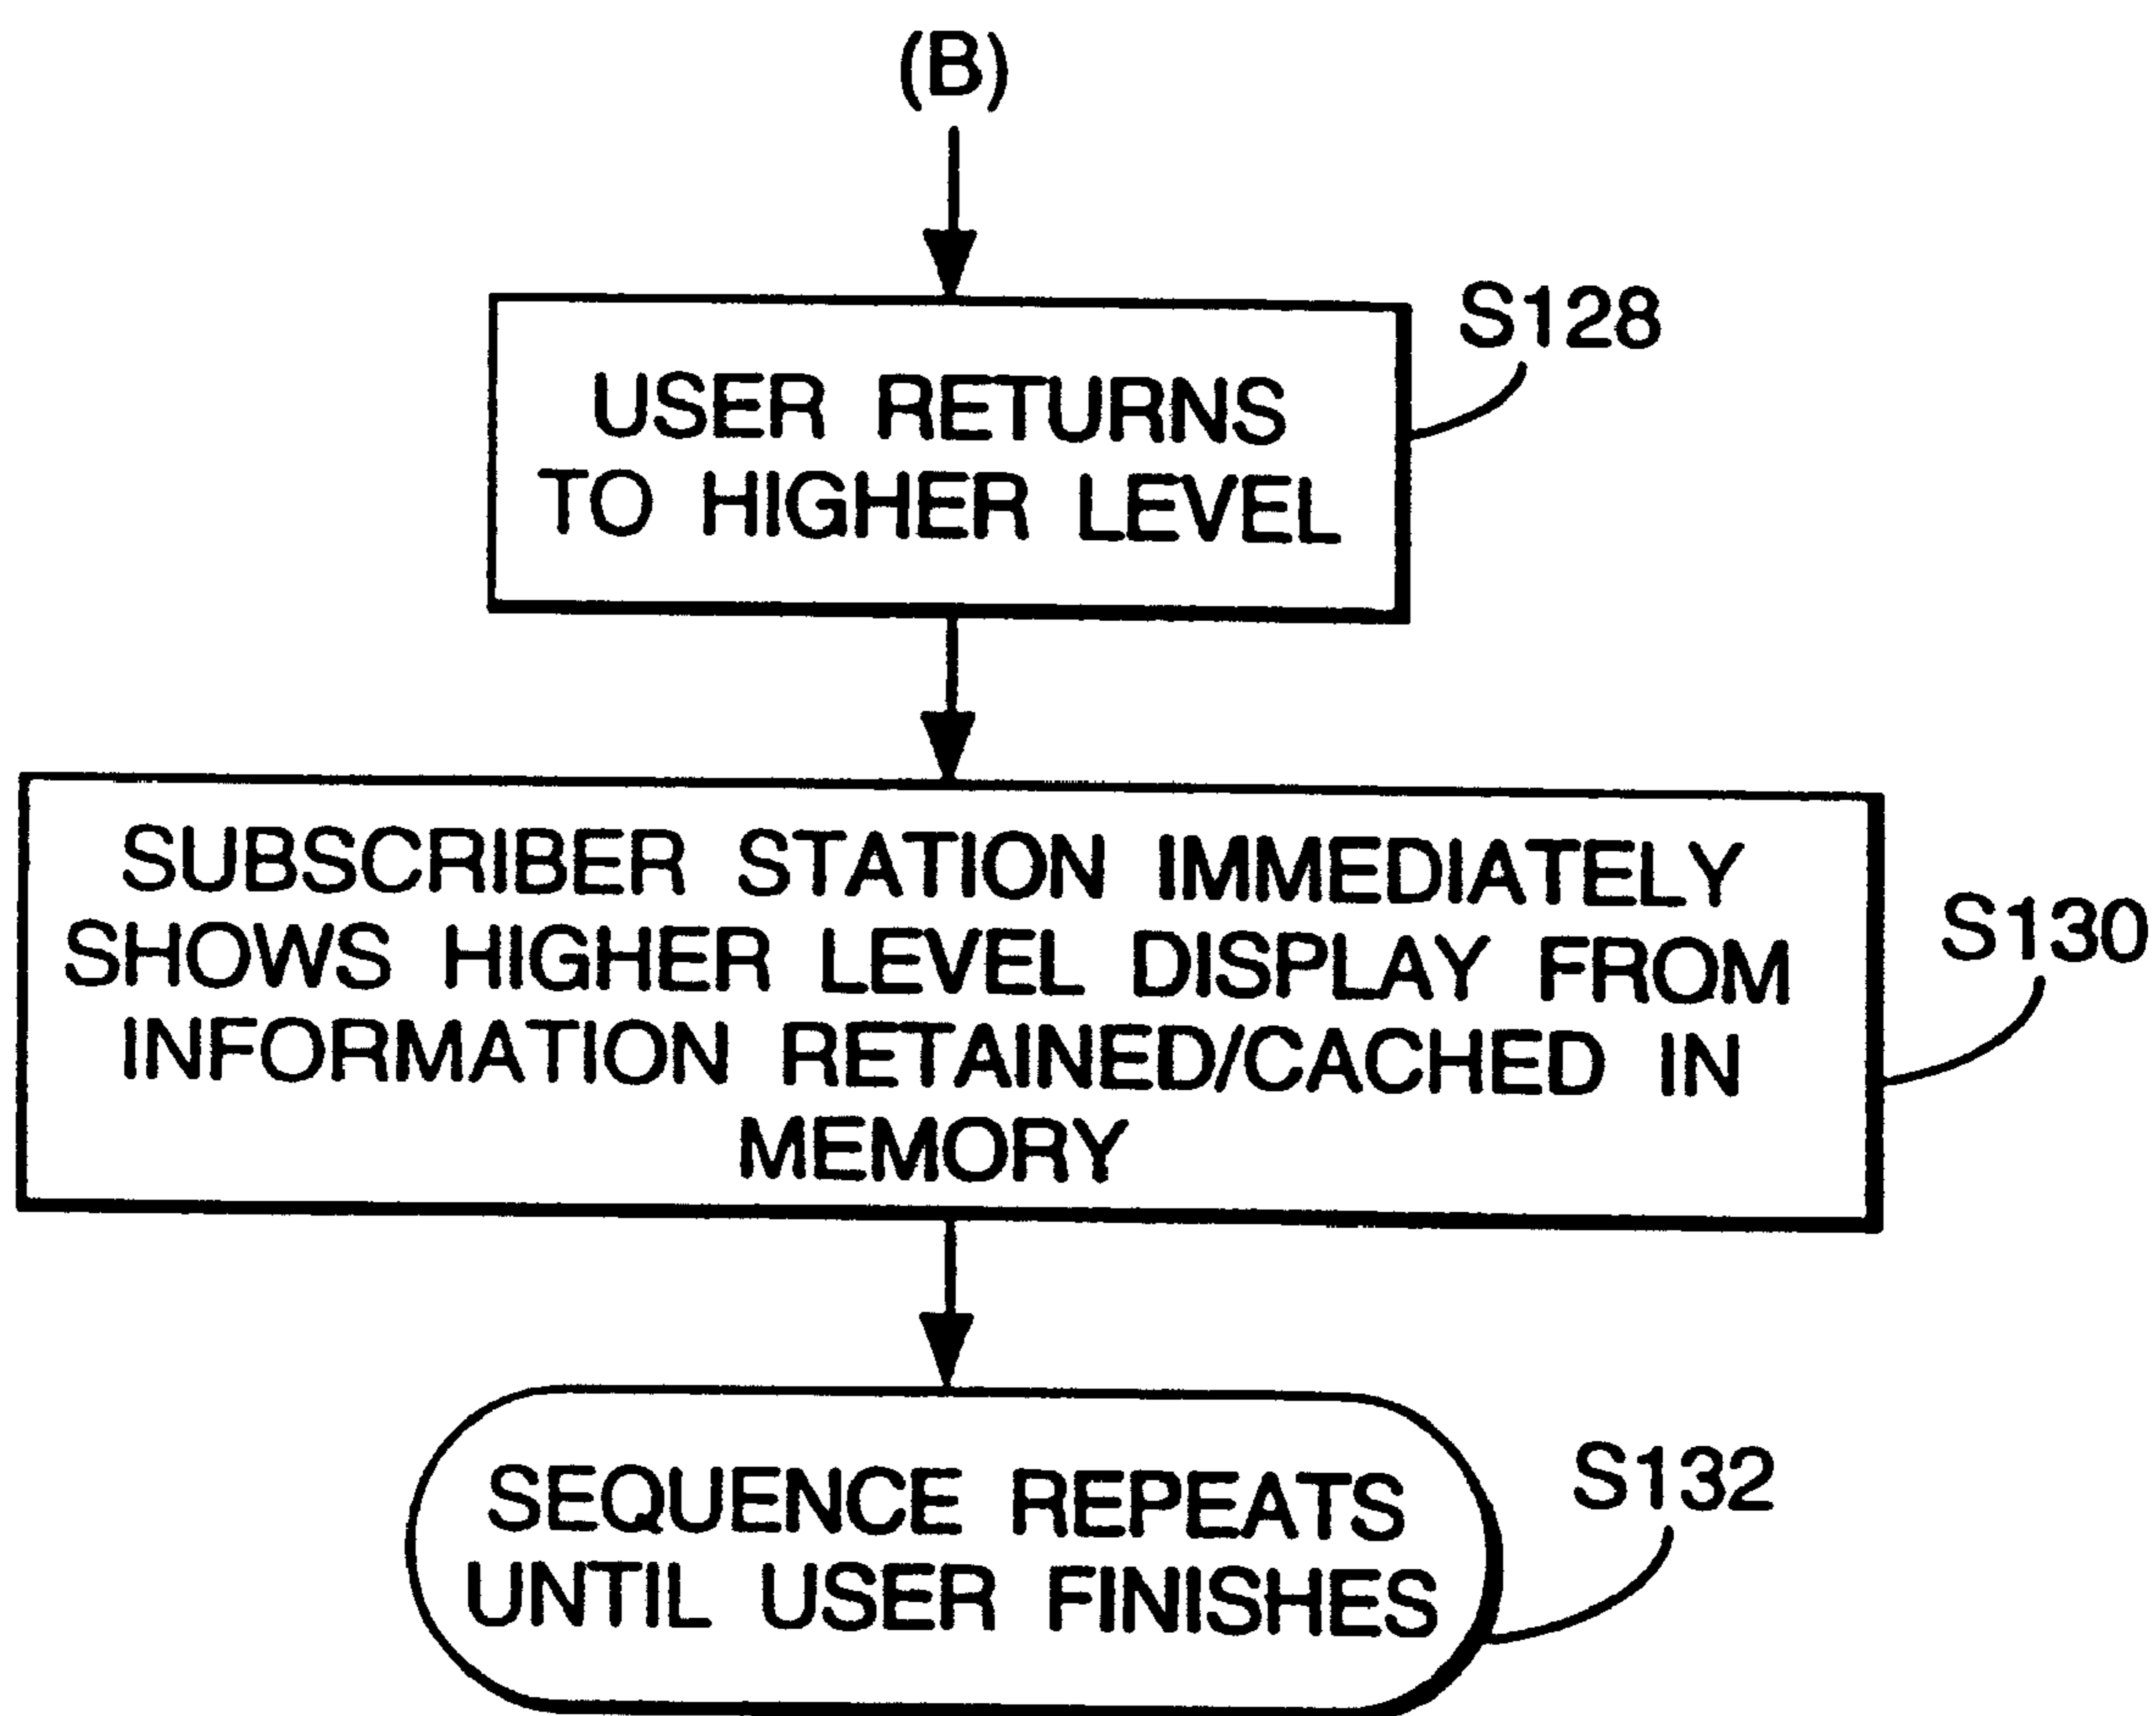 (B)
S128
USER RETURNS
TO HIGHER LEVEL
SUBSCRIBER STATION IMMEDIATELY
SHOWS HIGHER LEVEL DISPLAY FROM
S130
INFORMATION RETAINED/CACHED IN
MEMORY
S132
SEQUENCE REPEATS
UNTIL USER FINISHES